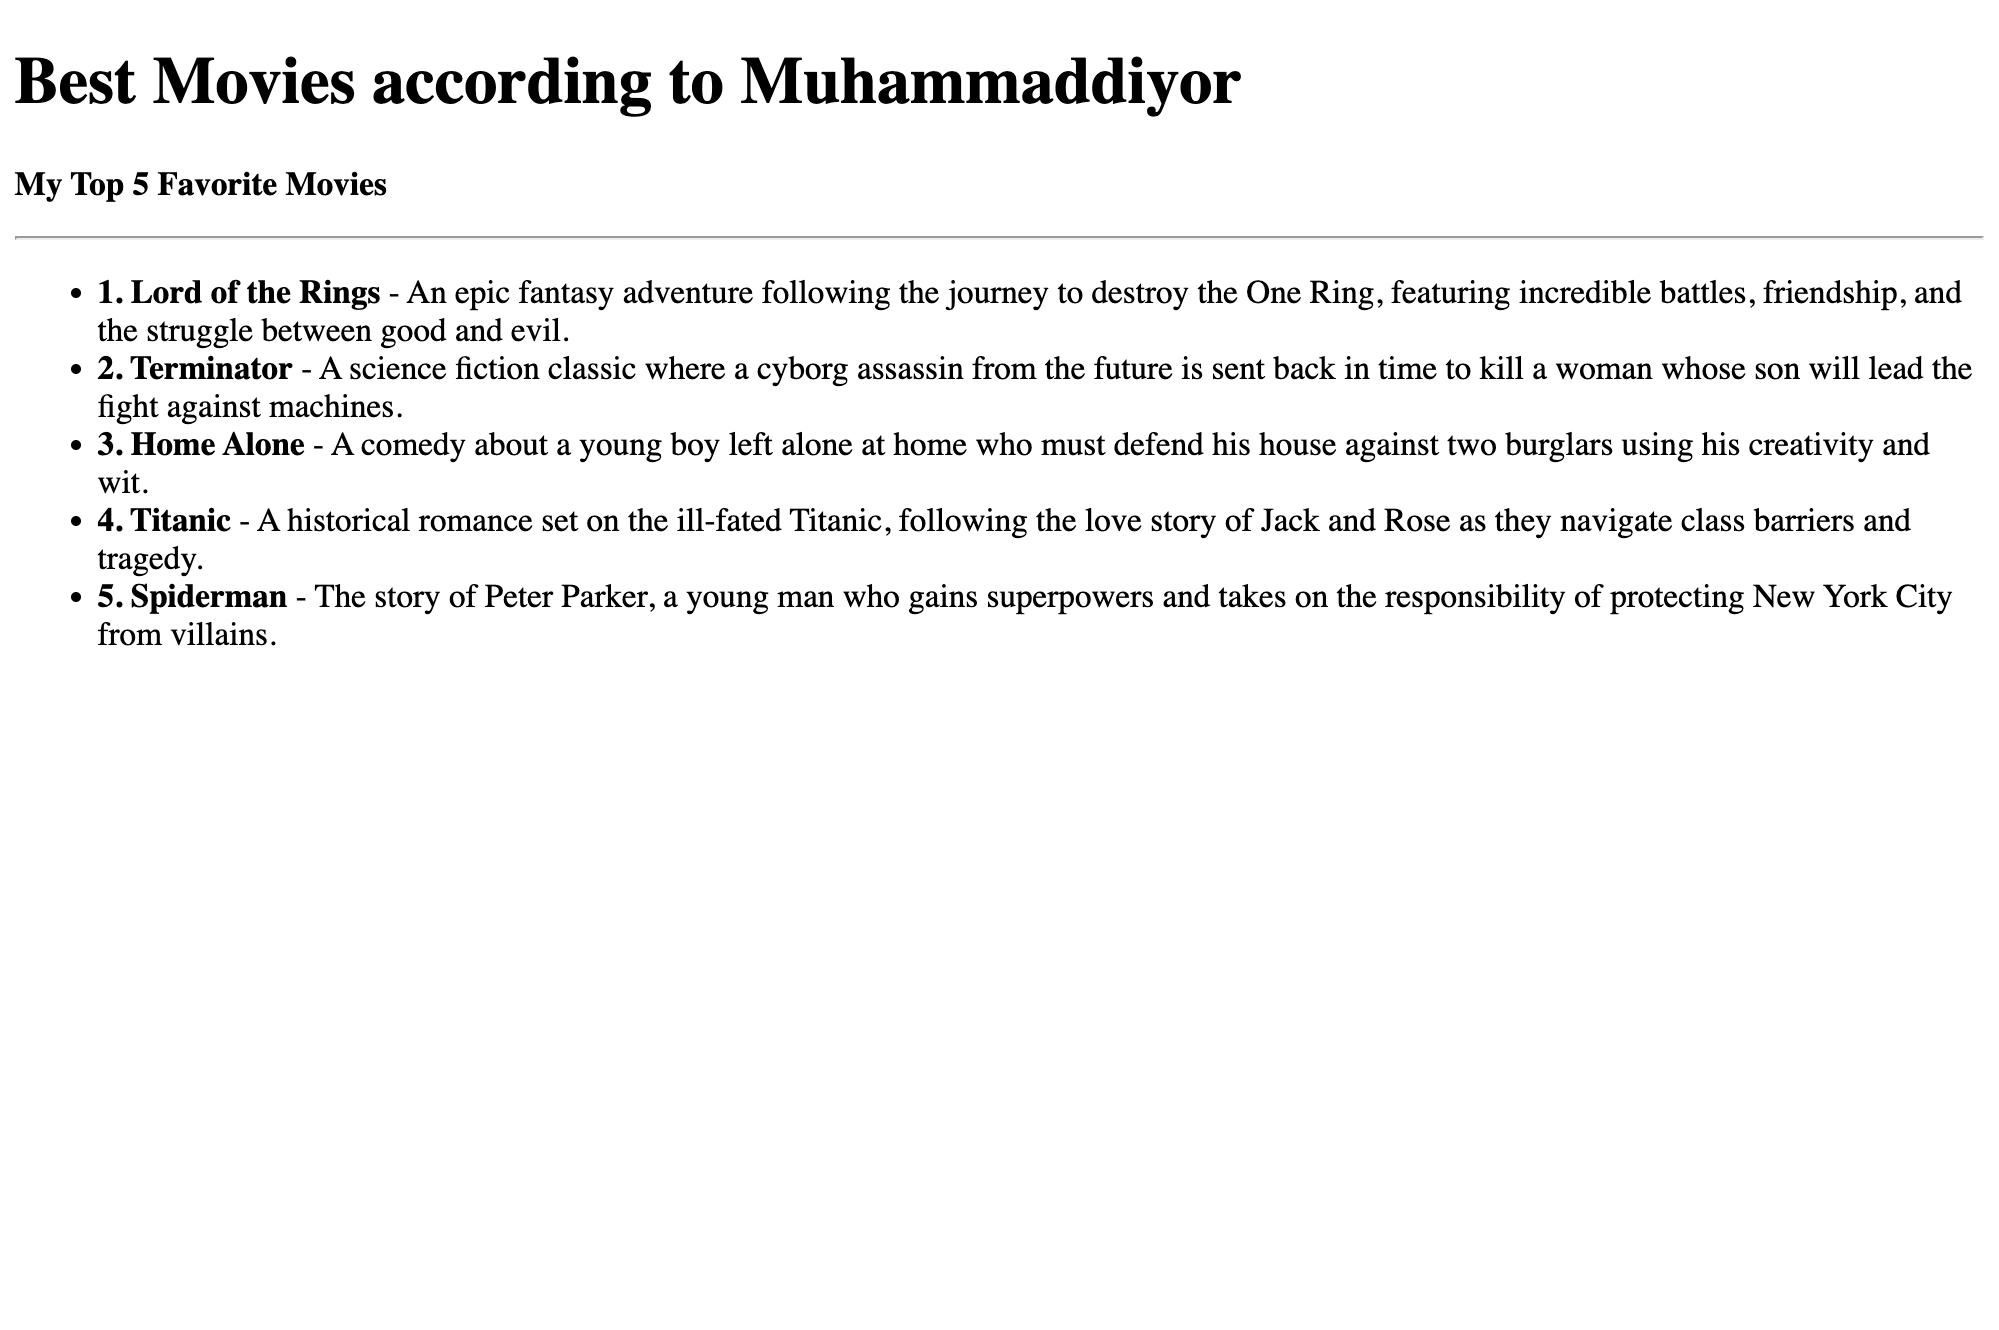 Best Movies according to Muhammaddiyor
My Top 5 Favorite Movies
• 1. Lord of the Rings - An epic fantasy adventure following the journey to destroy the One Ring, featuring incredible battles, friendship, and
the struggle between good and evil.
• 2. Terminator - A science fiction classic where a cyborg assassin from the future is sent back in time to kill a woman whose son will lead the
fight against machines.
• 3. Home Alone - A comedy about a young boy left alone at home who must defend his house against two burglars using his creativity and
wit.
• 4. Titanic - A historical romance set on the ill-fated Titanic, following the love story of Jack and Rose as they navigate class barriers and
tragedy.
• 5. Spiderman - The story of Peter Parker, a young man who gains superpowers and takes on the responsibility of protecting New York City
from villains.